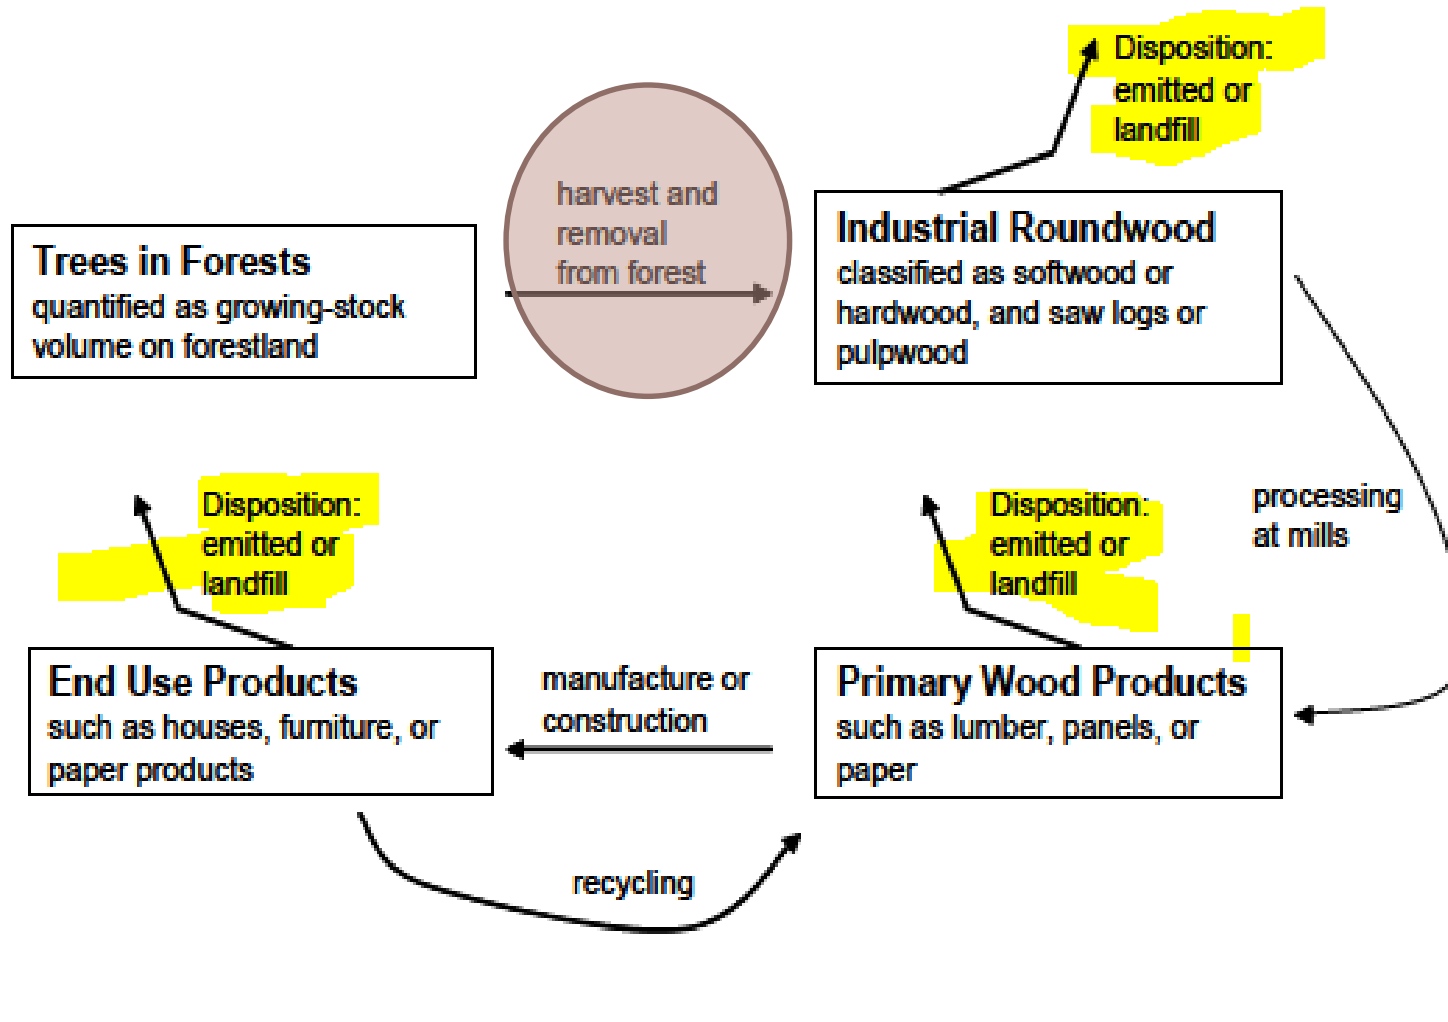 Disposition:
emitted or
landfill
harvest and
removal
from forest
Trees in Forests
quantified as growing-stock
volume on forestland
Industrial Roundwood
classified as softwood or
hardwood, and saw logs or
pulpwood
Disposition:
emitted or
landfill
Disposition:
emitted or
landfill
processing
at mills
End Use Products
such as houses, furniture, or
paper products
manufacture or
construction
Primary Wood Products
such as lumber, panels, or
paper
recycling